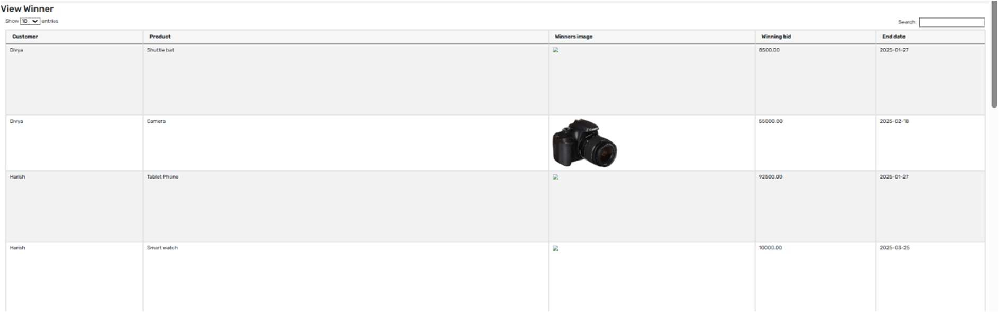 View Winner
Show 10 entries
Search:
Customer Product Winners image Winning bid End date
Divya Shuttle bat 8500.00 2025-01-27
Divya Camera 55000.00 2025-02-18
Canon
Harish Tablet Phone 92500.00 2025-01-27
Harish Smart watch 10000.00 2025-03-25